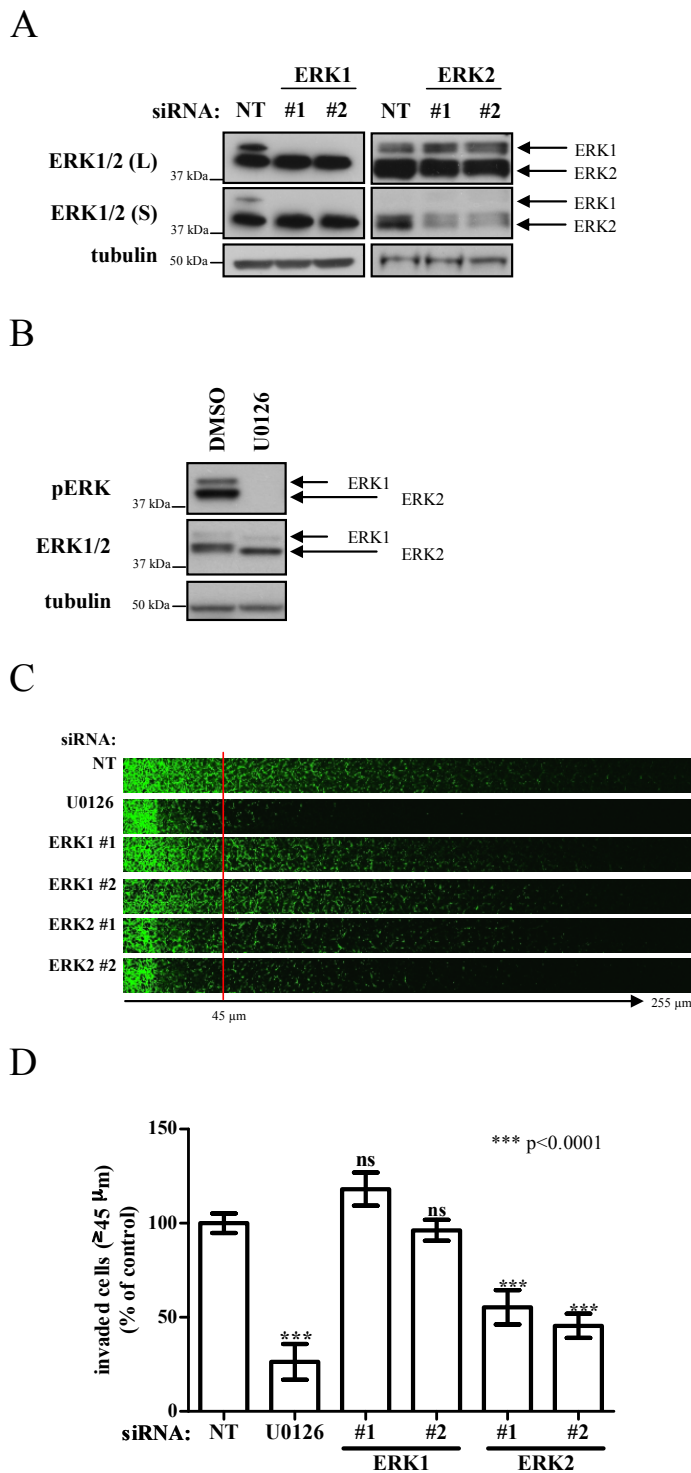 A
ERK1 ERK2
siRNA: NT #1 #2 NT #1 #2
ERK1/2 (L)
37 kDa
ERK1
ERK2
ERK1/2 (S)
37 kDa
ERK1
ERK2
tubulin
50 kDa
B
DMSO
U0126
pERK
37 kDa
ERK1
ERK2
ERK1/2
37 kDa
ERK1
ERK2
tubulin
50 kDa
C
siRNA:
NT
U0126
ERK1 #1
ERK1 #2
ERK2 #1
ERK2 #2
45 µm
255 µm
D
invaded cells (≥45 µm)
(% of control)
150
100
50
0
*** p<0.0001
ns
ns
***
***
***
siRNA: NT U0126 #1 #2 #1 #2
ERK1 ERK2